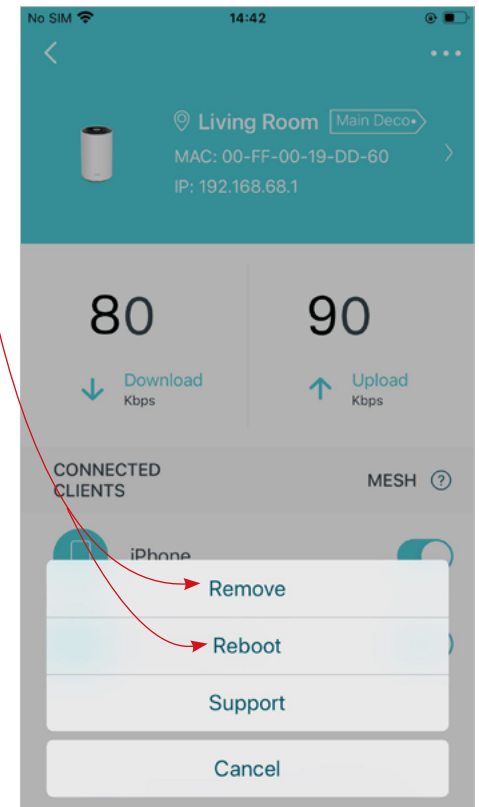 No SIM 14:42
Living Room Main Deco
MAC: 00-FF-00-19-DD-60
IP: 192.168.68.1
80 90
Download Upload
Kbps Kbps
CONNECTED
CLIENTS
MESH ?
iPhone
Remove
Reboot
Support
Cancel